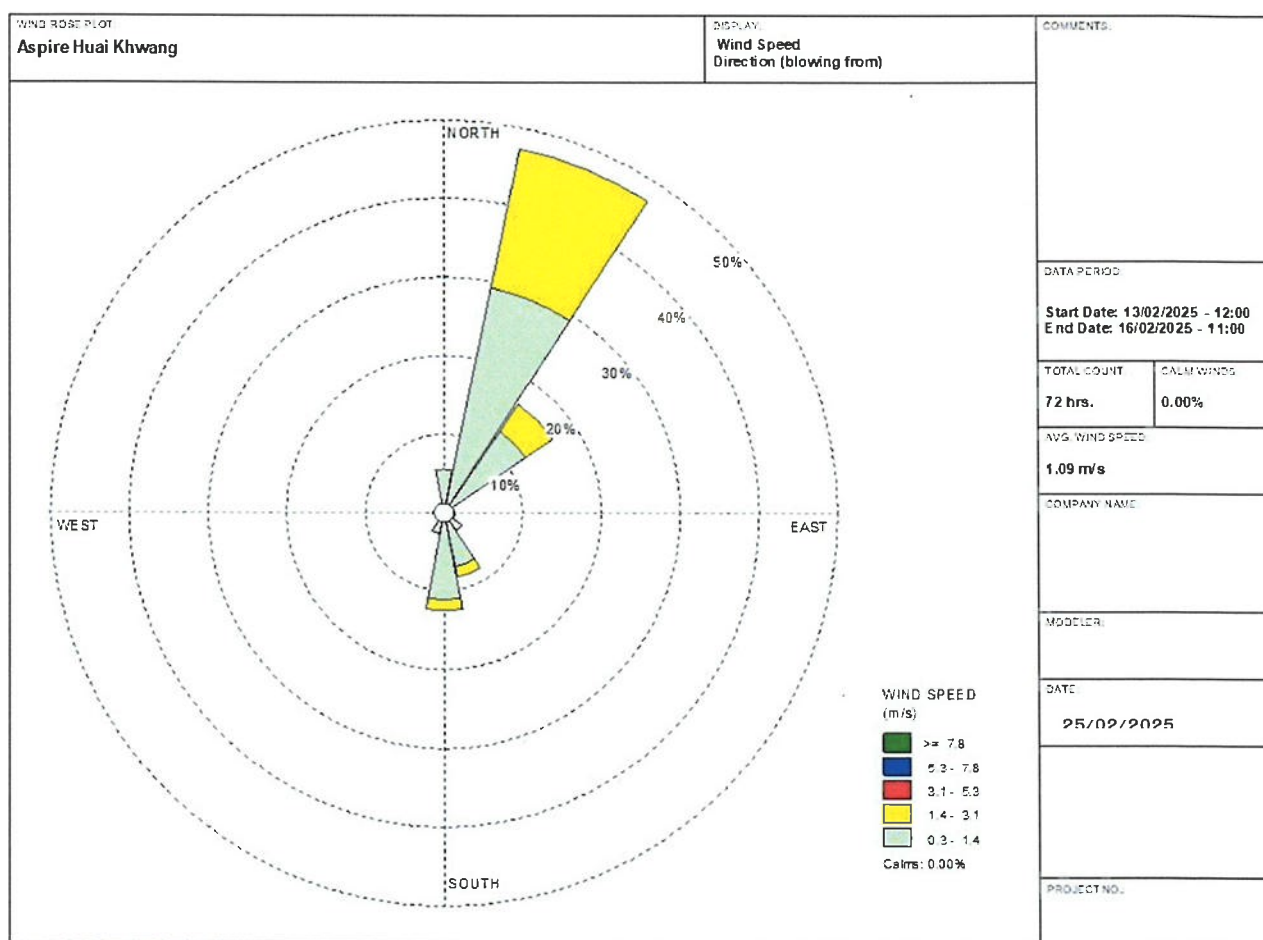 WIND ROSE PLOT:
Aspire Huai Khwang
DISPLAY:
Wind Speed
Direction (blowing from)
COMMENTS:
NORTH
50%
40%
30%
20%
10%
WEST
EAST
SOUTH
WIND SPEED
(m/s)
>= 7.8
5.3 - 7.8
3.1 - 5.3
1.4 - 3.1
0.3 - 1.4
Calms: 0.00%
DATA PERIOD:
Start Date: 13/02/2025 - 12:00
End Date: 16/02/2025 - 11:00
TOTAL COUNT:
72 hrs.
CALM WINDS:
0.00%
AVG. WIND SPEED:
1.09 m/s
COMPANY NAME:
MODELER:
DATE:
25/02/2025
PROJECT NO.: